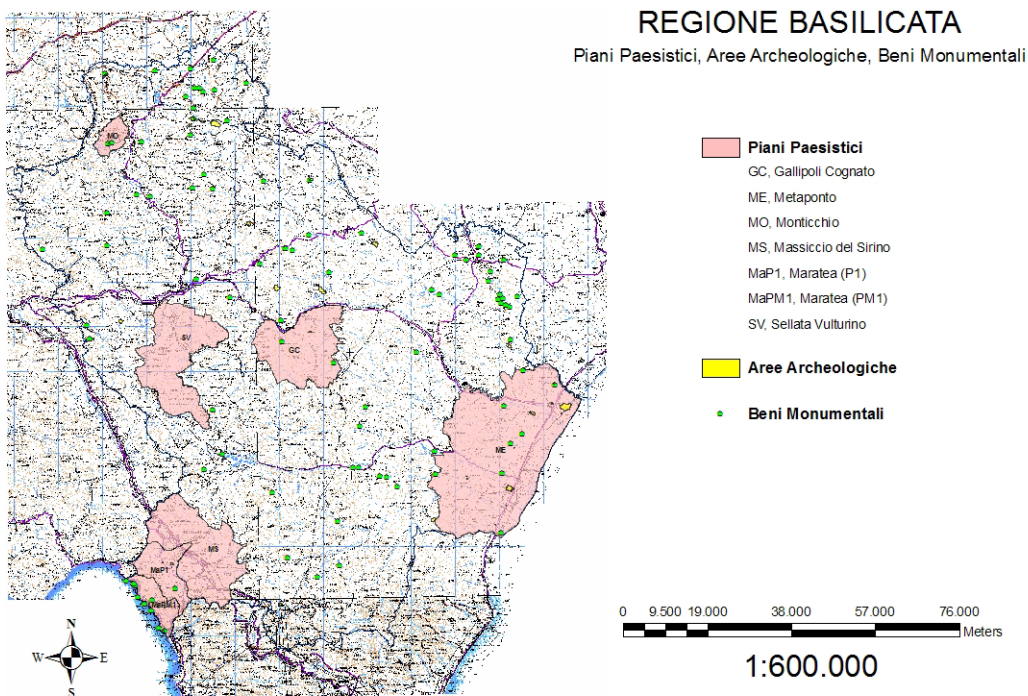 REGIONE BASILICATA
Piani Paesistici, Aree Archeologiche, Beni Monumentali
Piani Paesistici
GC, Gallipoli Cognato
ME, Metaponto
MO, Monticchio
MS, Massiccio del Sirino
MaP1, Maratea (P1)
MaPM1, Maratea (PM1)
SV, Sellata Vulturino
Aree Archeologiche
Beni Monumentali
MO
SV
GC
ME
MS
MaP1
MaPM1
N
W E
S
0 9.500 19.000 38.000 57.000 76.000
Meters
1:600.000